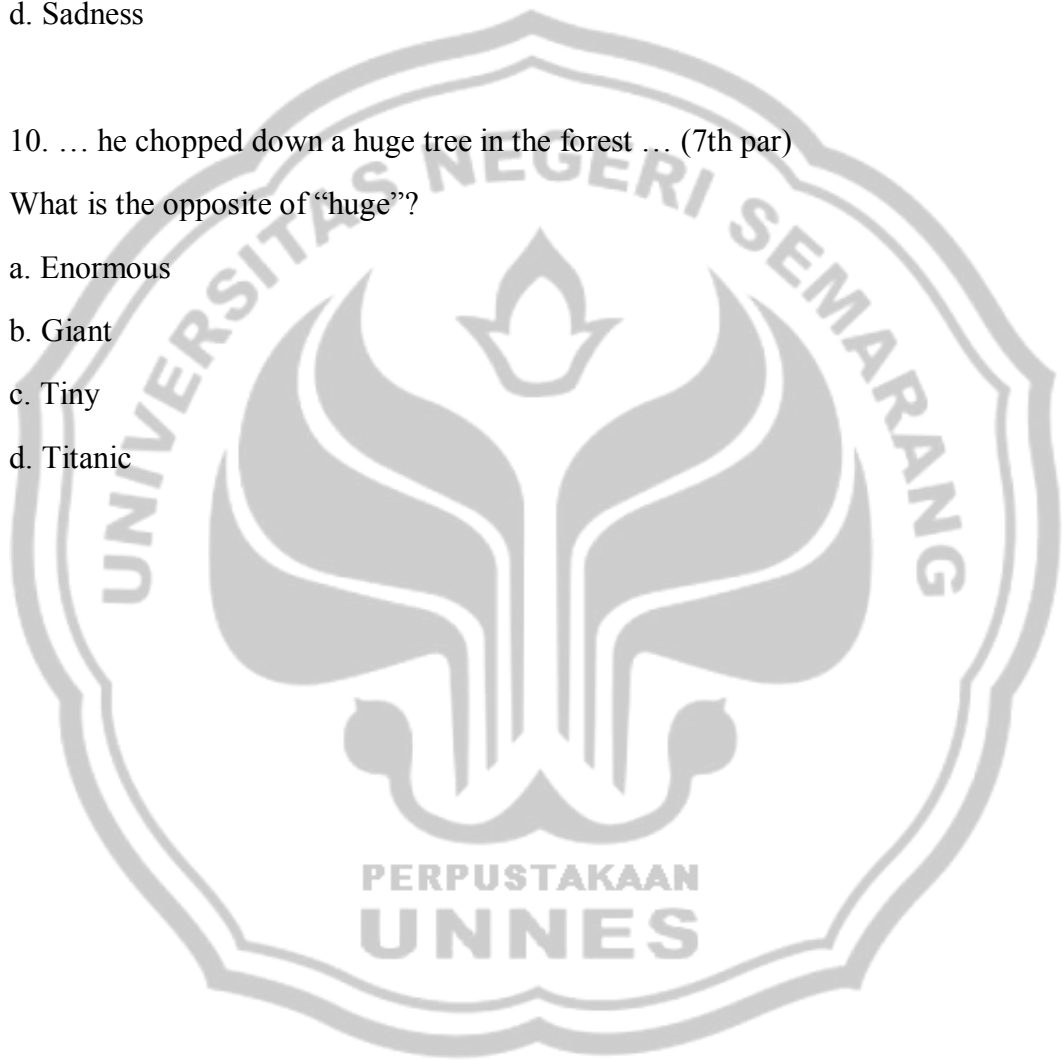 d. Sadness
10. … he chopped down a huge tree in the forest … (7th par)
What is the opposite of “huge”?
a. Enormous
b. Giant
c. Tiny
d. Titanic
UNIVERSITAS NEGERI SEMARANG
PERPUSTAKAAN
UNNES